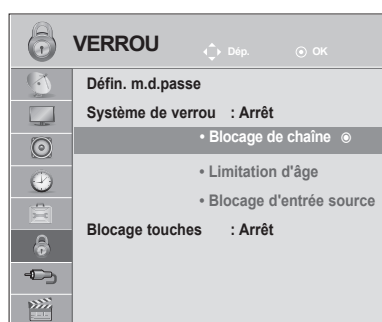 VERROU Dép. OK
Défin. m.d.passe
Système de verrou : Arrêt
• Blocage de chaîne
• Limitation d'âge
• Blocage d'entrée source
Blocage touches : Arrêt